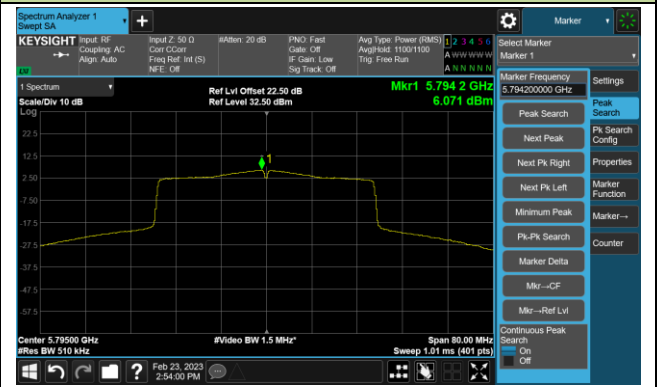 Spectrum Analyzer 1
Swept SA
+
Marker
KEYSIGHT
Input: RF
Coupling: AC
Align: Auto
Input Z: 50 Ω
Corr CCorr
Freq Ref: Int (S)
NFE: Off
#Atten: 20 dB
PNO: Fast
Gate: Off
IF Gain: Low
Sig Track: Off
Avg Type: Power (RMS)
Avg|Hold: 1100/1100
Trig: Free Run
1 2 3 4 5 6
A W W W W W
A N N N N N
Select Marker
Marker 1
1 Spectrum
Scale/Div 10 dB
Log
Ref Lvl Offset 22.50 dB
Ref Level 32.50 dBm
Mkr1 5.794 2 GHz
6.071 dBm
22.5
12.5
2.50
-7.50
-17.5
-27.5
-37.5
-47.5
-57.5
1
Center 5.79500 GHz
#Res BW 510 kHz
#Video BW 1.5 MHz*
Span 80.00 MHz
Sweep 1.01 ms (401 pts)
Marker Frequency
5.794200000 GHz
Peak Search
Next Peak
Next Pk Right
Next Pk Left
Minimum Peak
Pk-Pk Search
Marker Delta
Mkr→CF
Mkr→Ref Lvl
Continuous Peak
Search
On
Off
Settings
Peak
Search
Pk Search
Config
Properties
Marker
Function
Marker→
Counter
?
Feb 23, 2023
2:54:00 PM